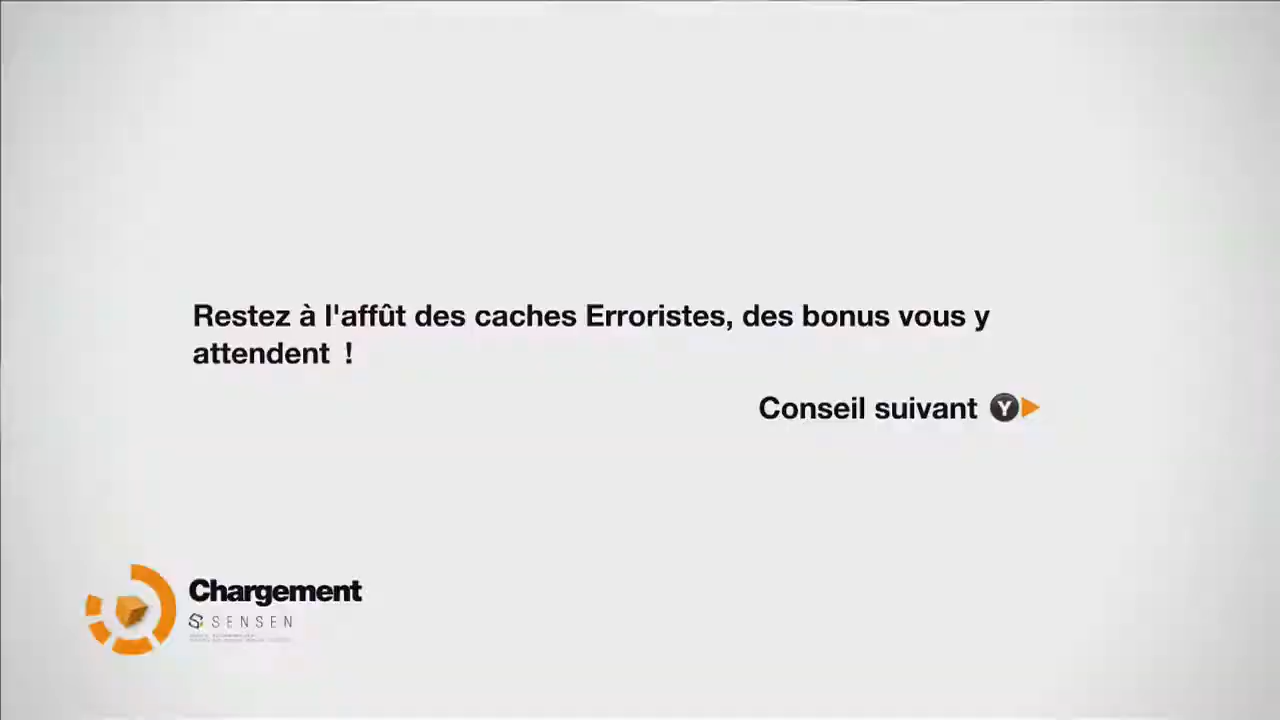 Restez à l'affût des caches Erroristes, des bonus vous y
attendent !
Conseil suivant Y
Chargement
SENSEN